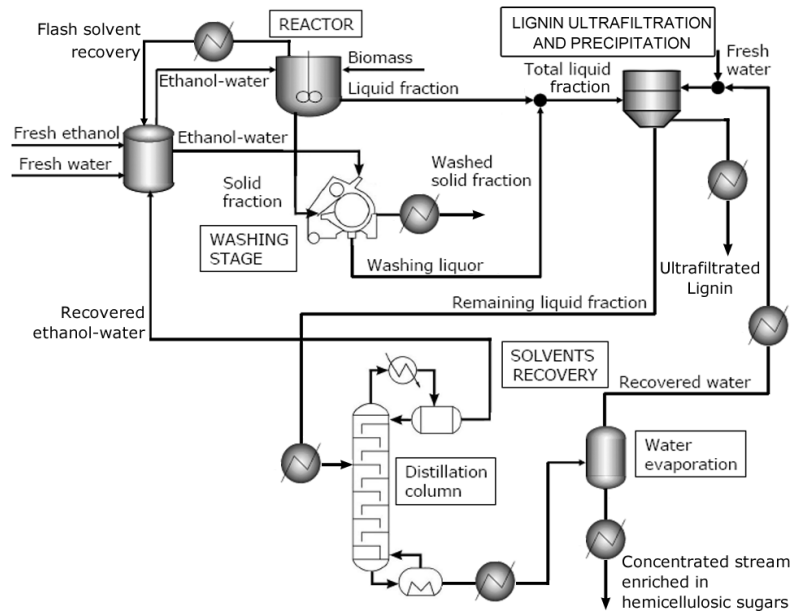 Flash solvent
recovery
REACTOR
LIGNIN ULTRAFILTRATION
AND PRECIPITATION
Biomass
Ethanol-water
Liquid fraction
Total liquid
fraction
Fresh
water
Fresh ethanol
Fresh water
Ethanol-water
Solid
fraction
Washed
solid fraction
WASHING
STAGE
Washing liquor
Ultrafiltrated
Lignin
Remaining liquid fraction
Recovered
ethanol-water
SOLVENTS
RECOVERY
Recovered water
Distillation
column
Water
evaporation
Concentrated stream
enriched in
hemicellulosic sugars